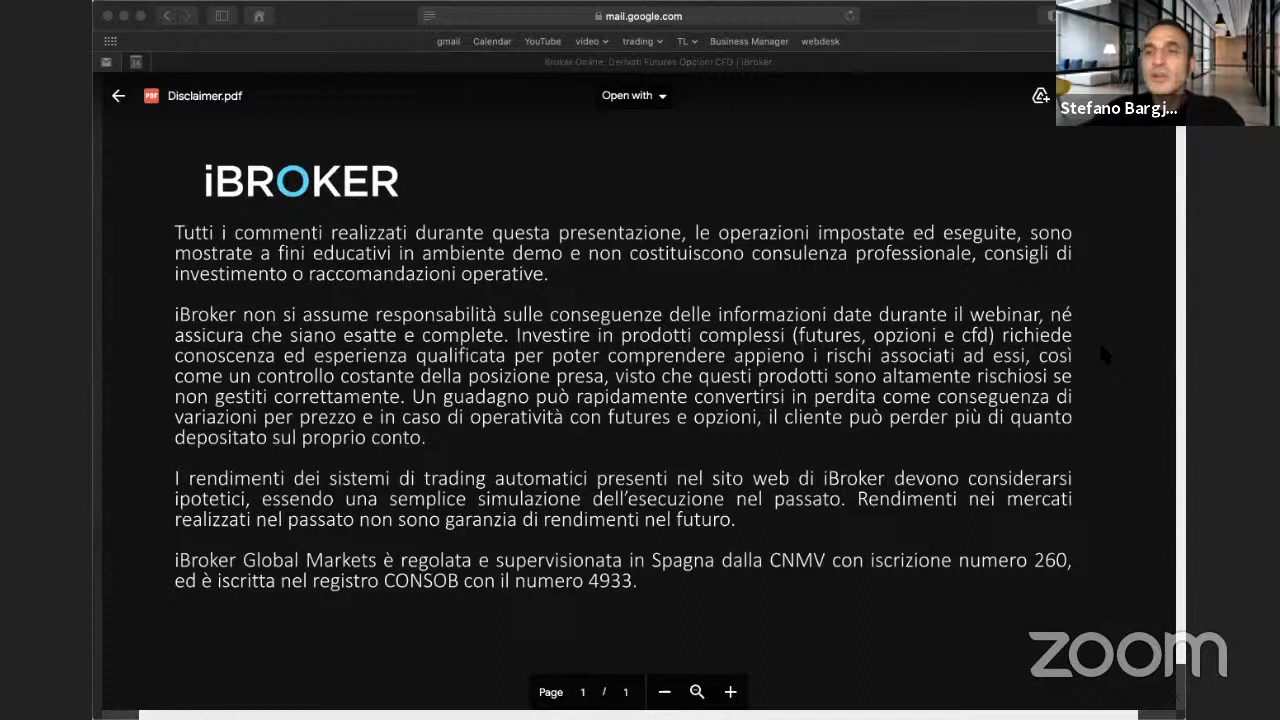 mail.google.com
gmail Calendar YouTube video trading TL Business Manager webdesk
14
Broker Online: Derivati Futures Opzioni CFD | iBroker
PDF Disclaimer.pdf Open with
Stefano Bargj...
iBROKER
Tutti i commenti realizzati durante questa presentazione, le operazioni impostate ed eseguite, sono
mostrate a fini educativi in ambiente demo e non costituiscono consulenza professionale, consigli di
investimento o raccomandazioni operative.
iBroker non si assume responsabilità sulle conseguenze delle informazioni date durante il webinar, né
assicura che siano esatte e complete. Investire in prodotti complessi (futures, opzioni e cfd) richiede
conoscenza ed esperienza qualificata per poter comprendere appieno i rischi associati ad essi, così
come un controllo costante della posizione presa, visto che questi prodotti sono altamente rischiosi se
non gestiti correttamente. Un guadagno può rapidamente convertirsi in perdita come conseguenza di
variazioni per prezzo e in caso di operatività con futures e opzioni, il cliente può perder più di quanto
depositato sul proprio conto.
I rendimenti dei sistemi di trading automatici presenti nel sito web di iBroker devono considerarsi
ipotetici, essendo una semplice simulazione dell’esecuzione nel passato. Rendimenti nei mercati
realizzati nel passato non sono garanzia di rendimenti nel futuro.
iBroker Global Markets è regolata e supervisionata in Spagna dalla CNMV con iscrizione numero 260,
ed è iscritta nel registro CONSOB con il numero 4933.
zoom
Page 1 / 1